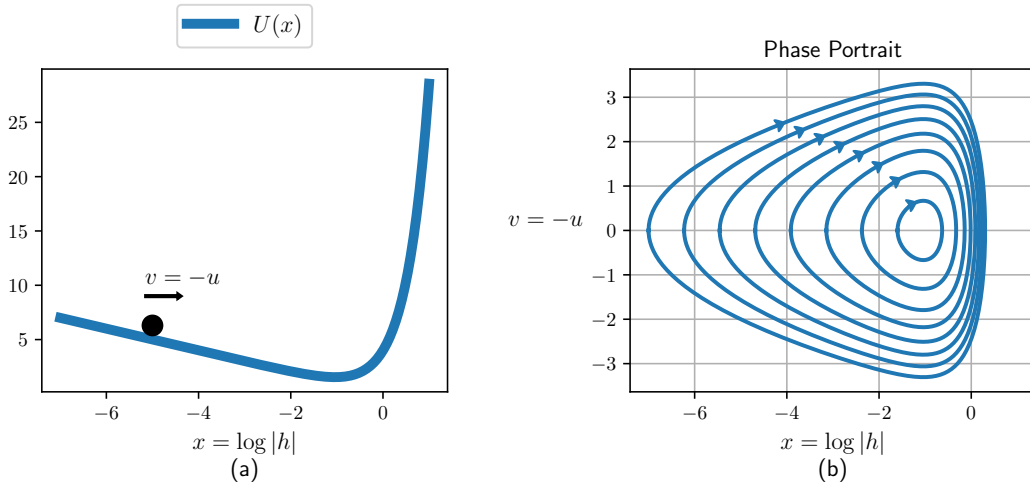 U(x)
25
20
15
10
5
v = −u
−6
−4
−2
0
x = log |h|
(a)
Phase Portrait
3
2
1
0
−1
−2
−3
v = −u
−6
−4
−2
0
x = log |h|
(b)